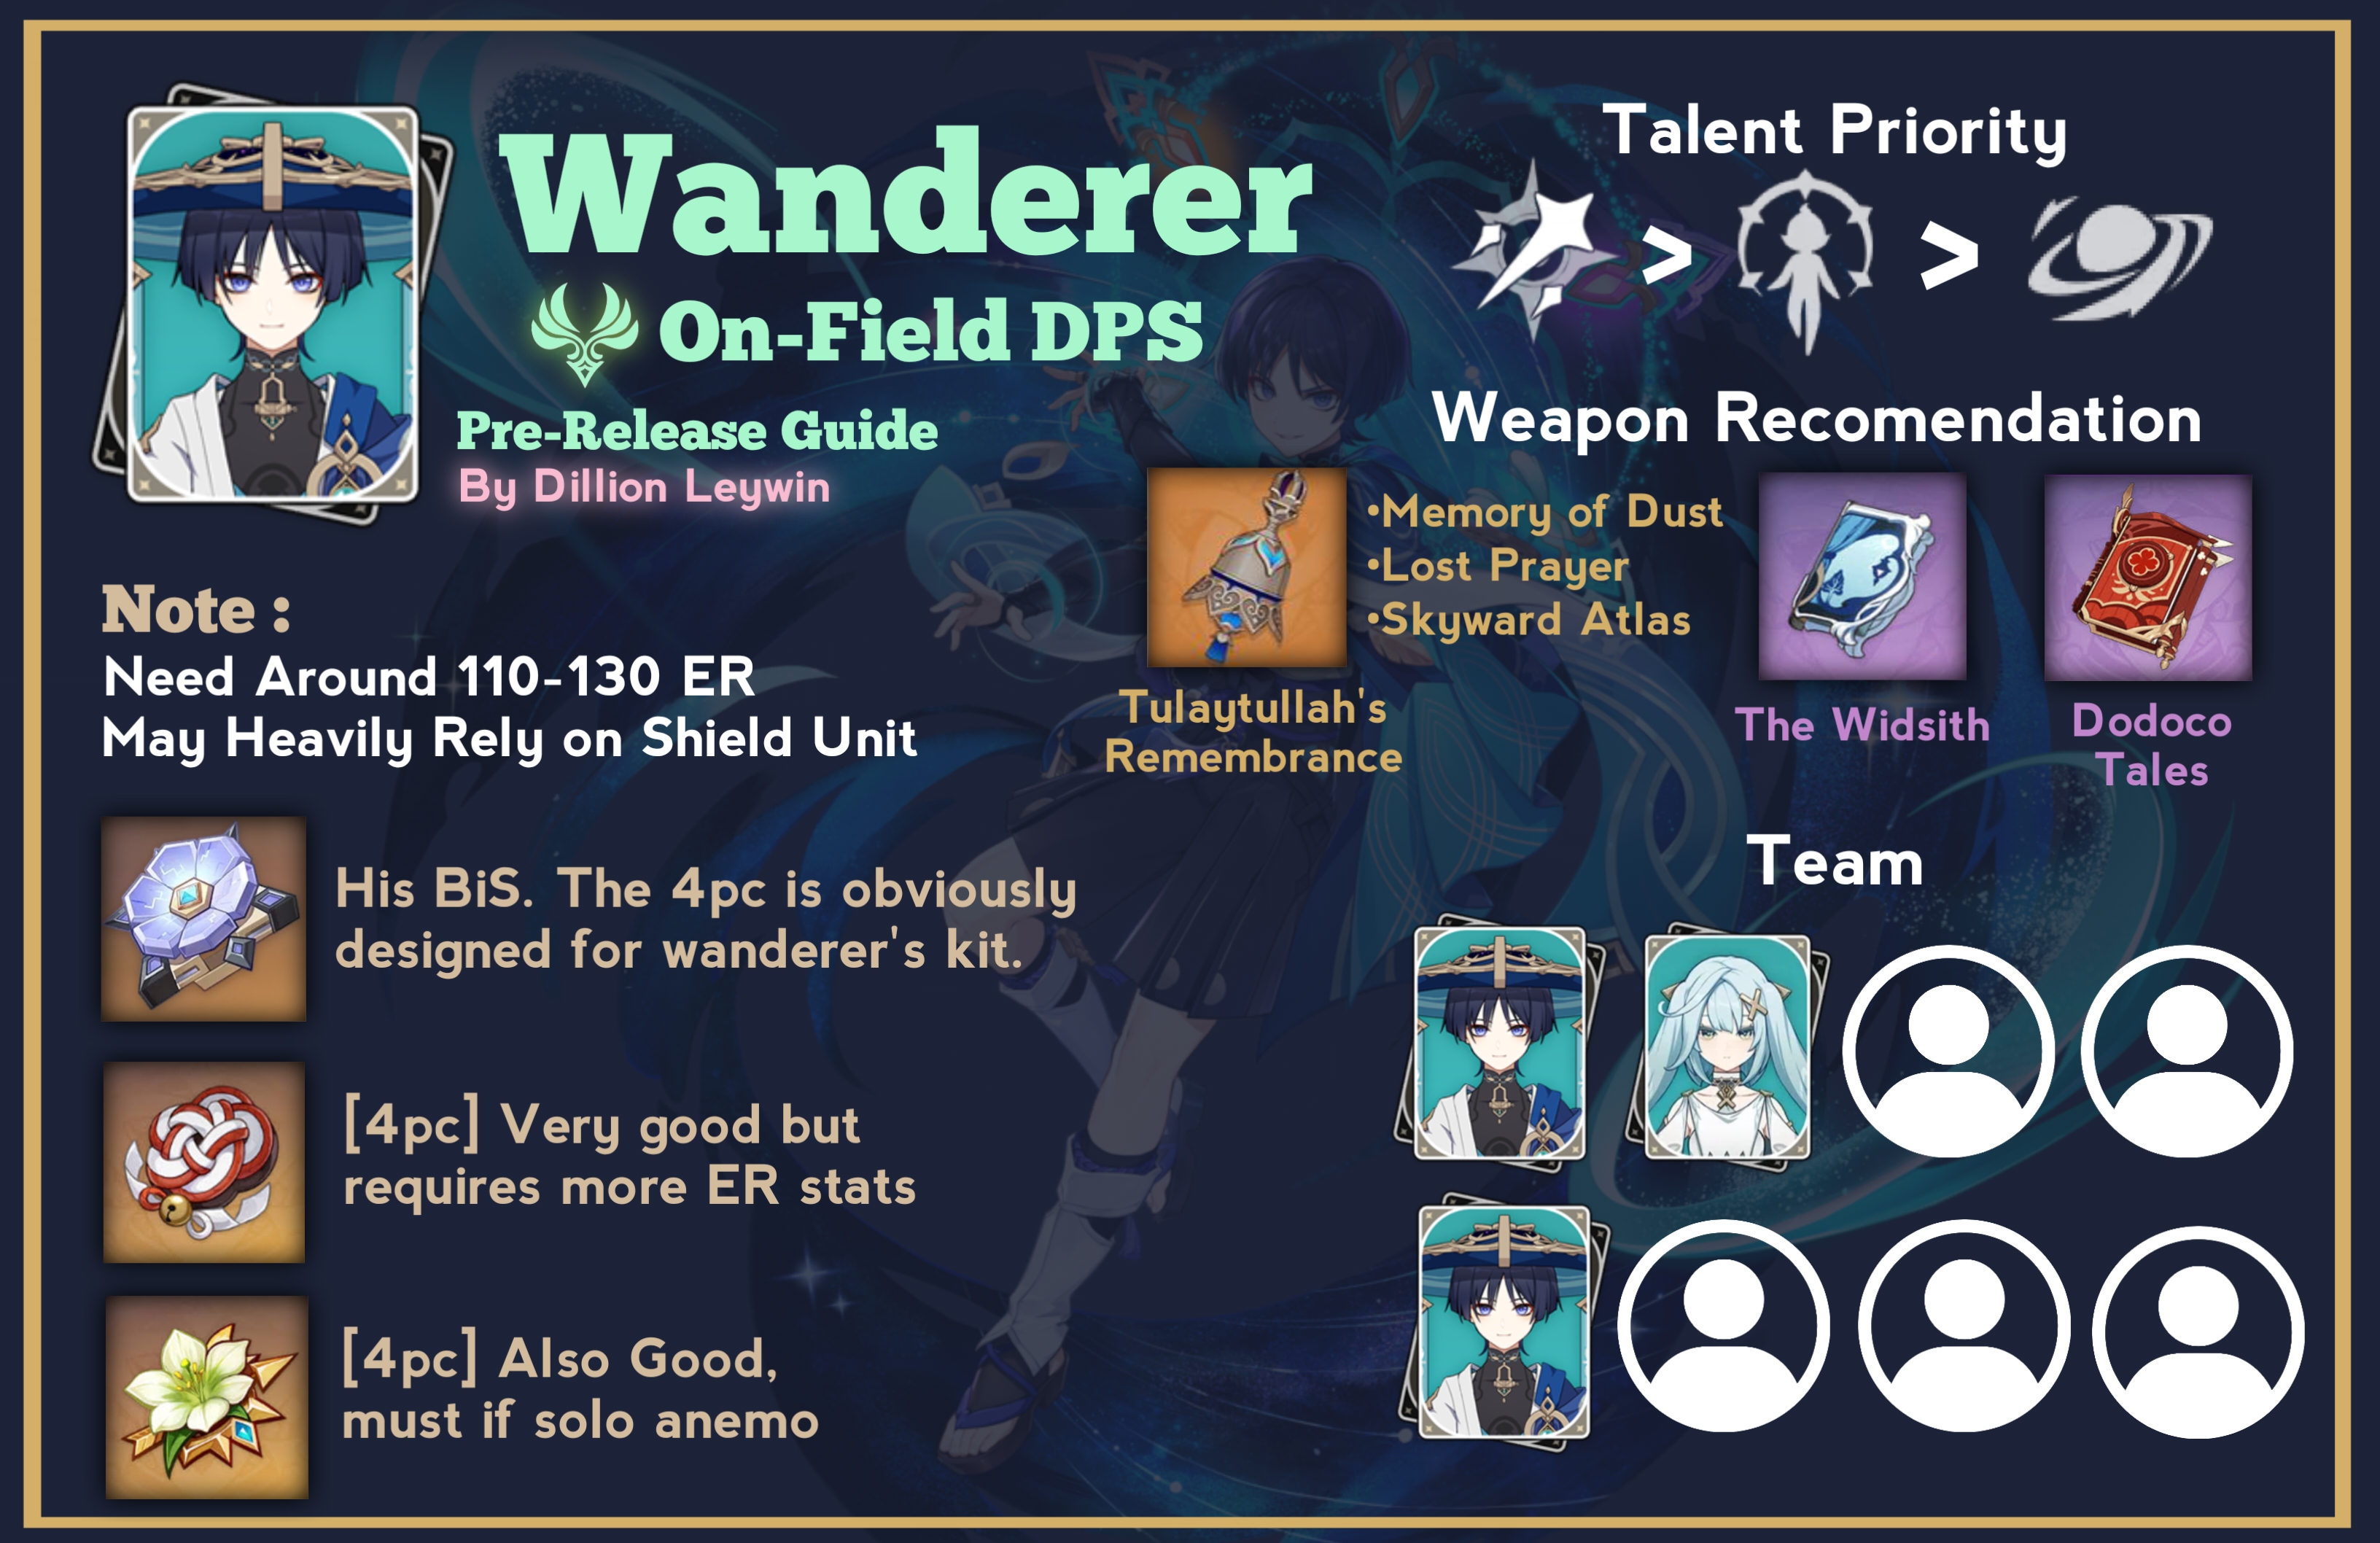 Wanderer
On-Field DPS
Pre-Release Guide
By Dillion Leywin
Note :
Need Around 110-130 ER
May Heavily Rely on Shield Unit
His BiS. The 4pc is obviously
designed for wanderer's kit.
[4pc] Very good but
requires more ER stats
[4pc] Also Good,
must if solo anemo
Talent Priority
> >
Weapon Recomendation
Tulaytullah's
Remembrance
•Memory of Dust
•Lost Prayer
•Skyward Atlas
The Widsith
Dodoco
Tales
Team